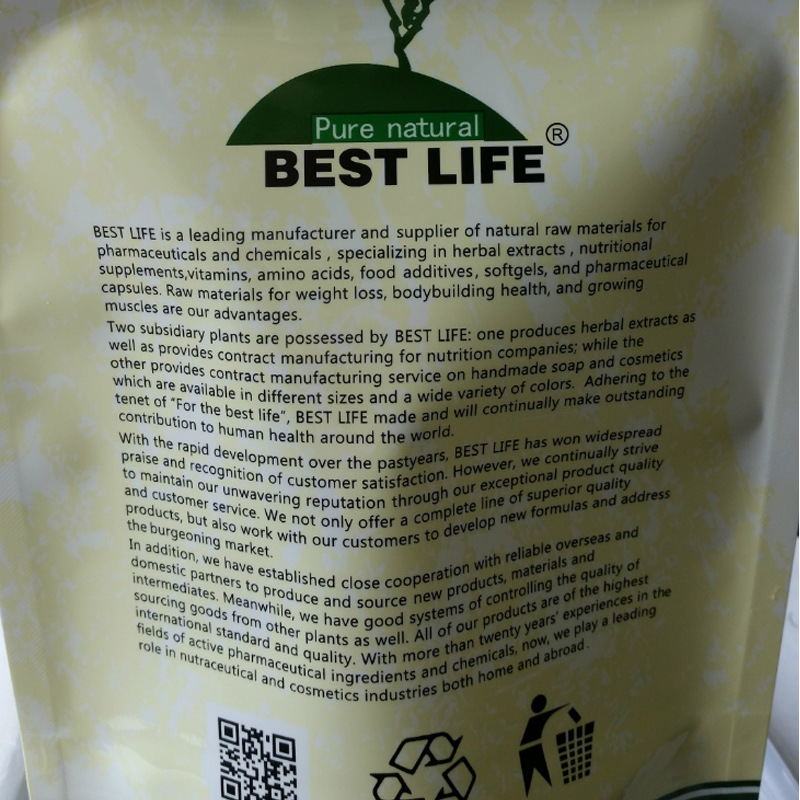 Pure natural
BEST LIFE®
BEST LIFE is a leading manufacturer and supplier of natural raw materials for
pharmaceuticals and chemicals , specializing in herbal extracts , nutritional
supplements,vitamins, amino acids, food additives, softgels, and pharmaceutical
capsules. Raw materials for weight loss, bodybuilding health, and growing
muscles are our advantages.
Two subsidiary plants are possessed by BEST LIFE: one produces herbal extracts as
well as provides contract manufacturing for nutrition companies; while the
other provides contract manufacturing service on handmade soap and cosmetics
which are available in different sizes and a wide variety of colors. Adhering to the
tenet of "For the best life", BEST LIFE made and will continually make outstanding
contribution to human health around the world.
With the rapid development over the pastyears, BEST LIFE has won widespread
praise and recognition of customer satisfaction. However, we continually strive
to maintain our unwavering reputation through our exceptional product quality
and customer service. We not only offer a complete line of superior quality
products, but also work with our customers to develop new formulas and address
the burgeoning market.
In addition, we have established close cooperation with reliable overseas and
domestic partners to produce and source new products, materials and
intermediates. Meanwhile, we have good systems of controlling the quality of
sourcing goods from other plants as well. All of our products are of the highest
international standard and quality. With more than twenty years' experiences in the
fields of active pharmaceutical ingredients and chemicals, now, we play a leading
role in nutraceutical and cosmetics industries both home and abroad.